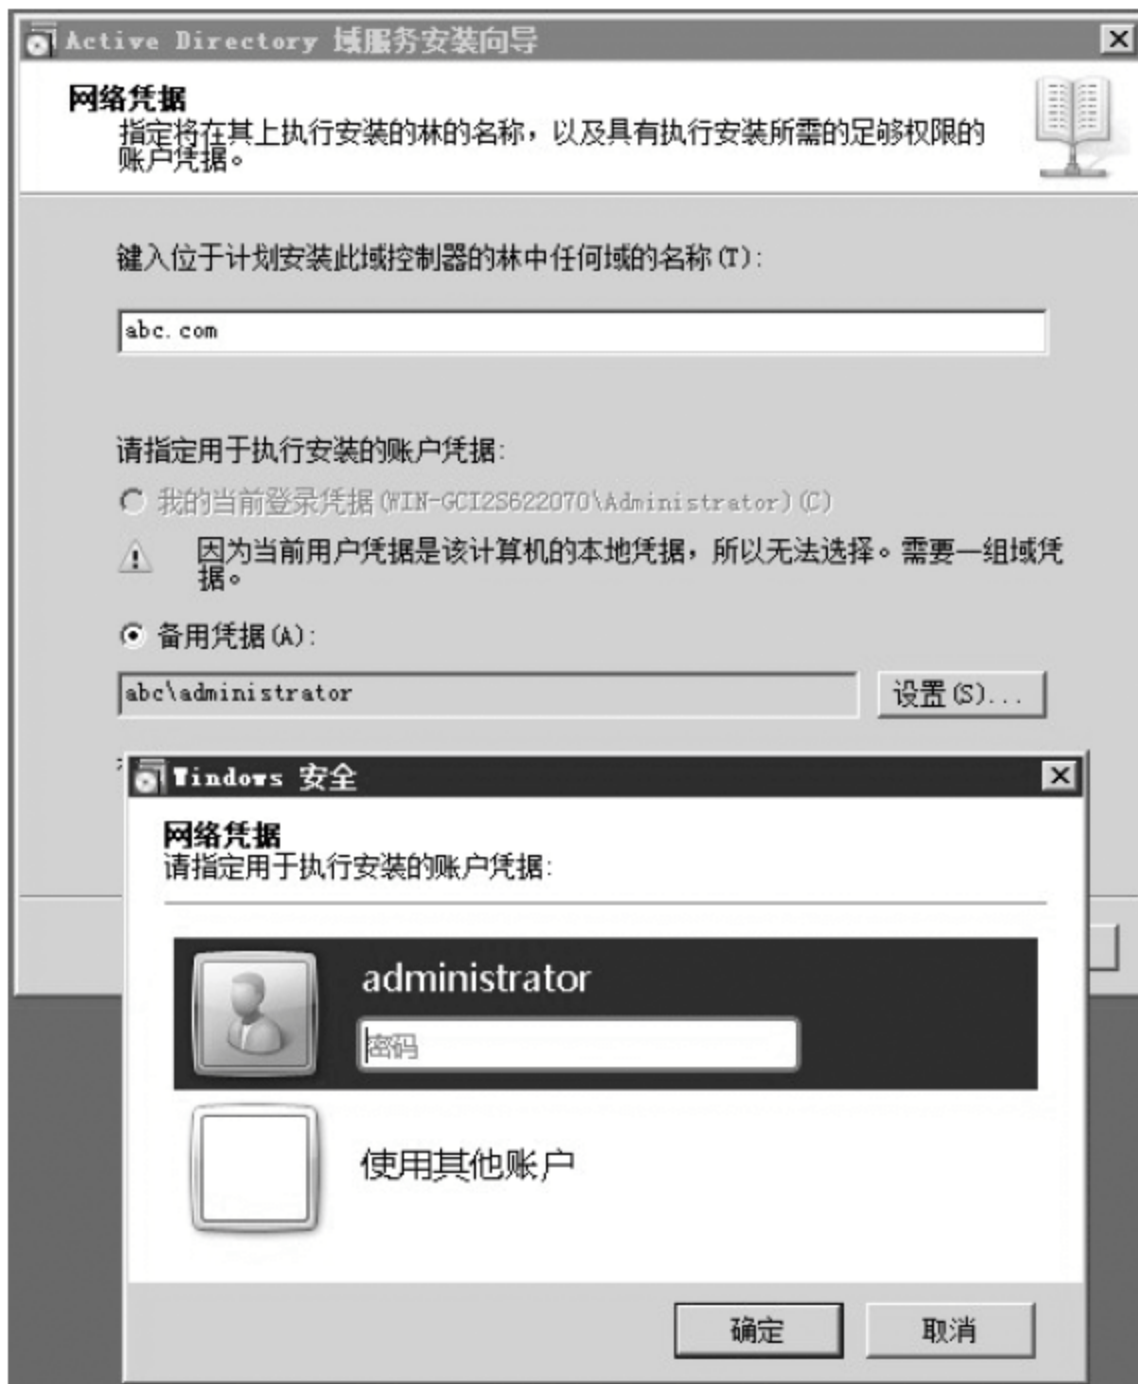 Active Directory 域服务安装向导
网络凭据
指定将在其上执行安装的林的名称，以及具有执行安装所需的足够权限的
账户凭据。
键入位于计划安装此域控制器的林中任何域的名称(T):
abc.com
请指定用于执行安装的账户凭据:
我的当前登录凭据(WIN-GCI2S622070\Administrator)(C)
因为当前用户凭据是该计算机的本地凭据，所以无法选择。需要一组域凭
据。
备用凭据(A):
abc\administrator
设置(S)...
Windows 安全
网络凭据
请指定用于执行安装的账户凭据:
administrator
密码
使用其他账户
确定
取消